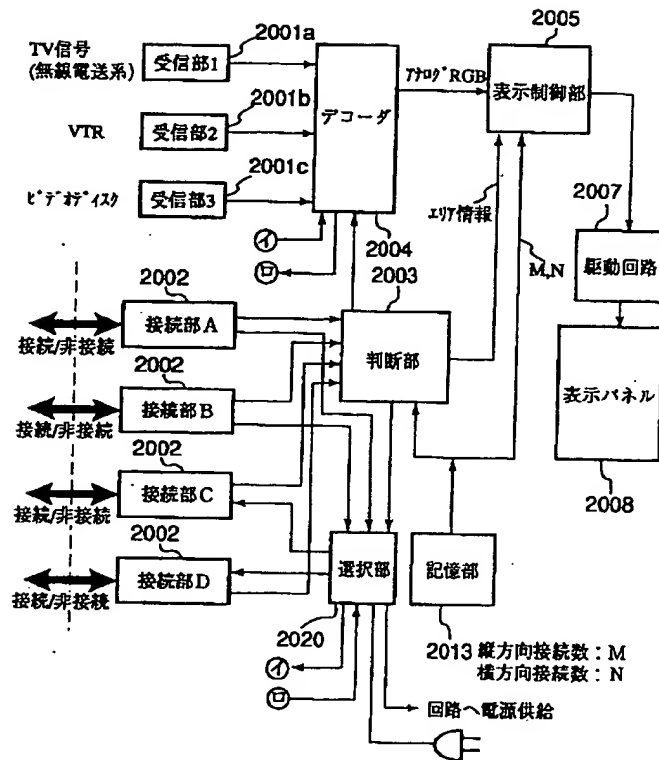 2005
TV信号
(無線電送系)
受信部1
2001a
デコーダ
アナログRGB
表示制御部
VTR
受信部2
2001b
ビデオディスク
受信部3
2001c
エリア情報
2007
㋑
㋺
2004
M,N
駆動回路
2002
2003
接続/非接続
接続部A
判断部
表示パネル
2002
接続/非接続
接続部B
2008
2002
接続/非接続
接続部C
2002
接続/非接続
接続部D
選択部
記憶部
2020
2013
縦方向接続数：M
横方向接続数：N
㋑
㋺
回路へ電源供給